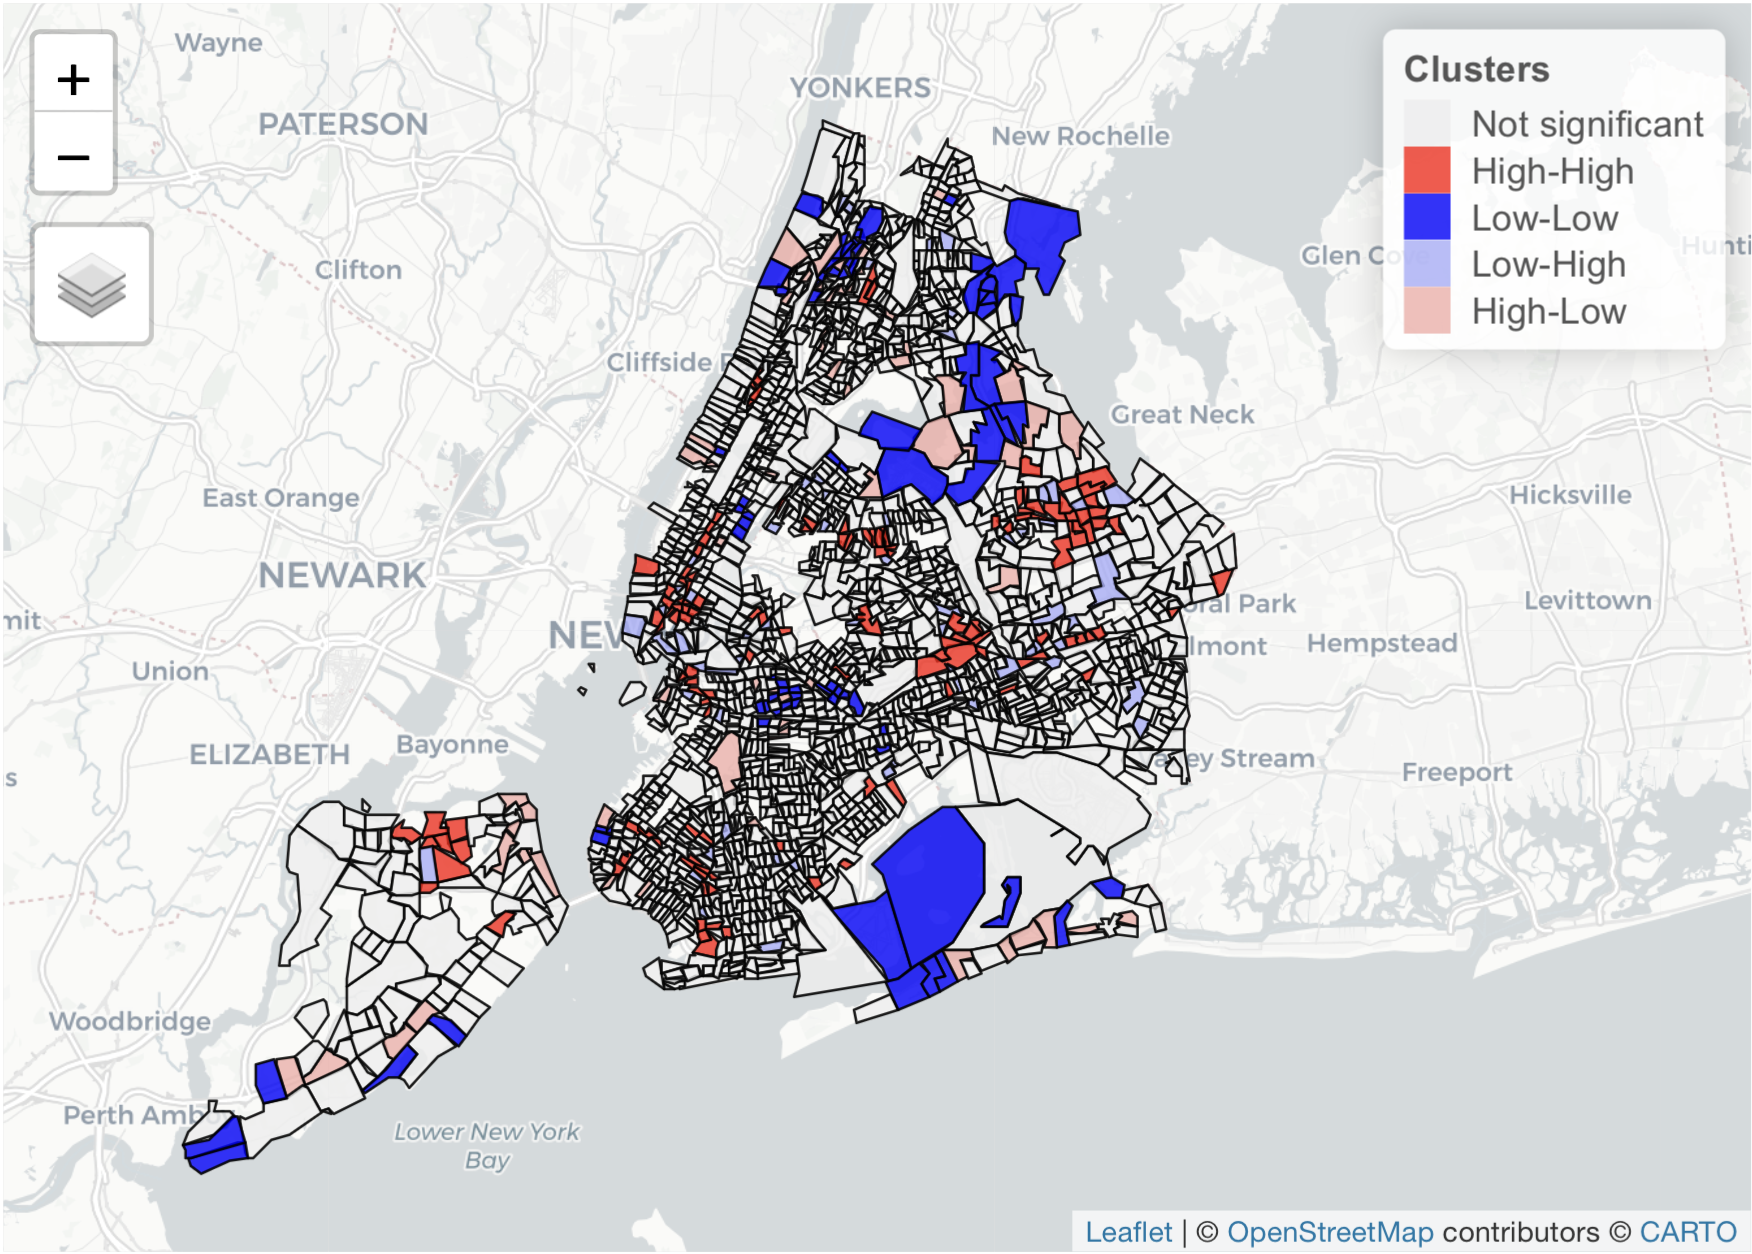 Wayne
YONKERS
PATERSON
New Rochelle
Clusters
Not significant
High-High
Low-Low
Low-High
High-Low
+
−
Clifton
Glen Co
Hunti
Cliffside
Great Neck
East Orange
Hicksville
NEWARK
mit
NEW
oral Park
Levittown
Union
lmont
Hempstead
ELIZABETH
Bayonne
ey Stream
Freeport
s
Woodbridge
Perth Amb
Lower New York
Bay
Leaflet | © OpenStreetMap contributors © CARTO